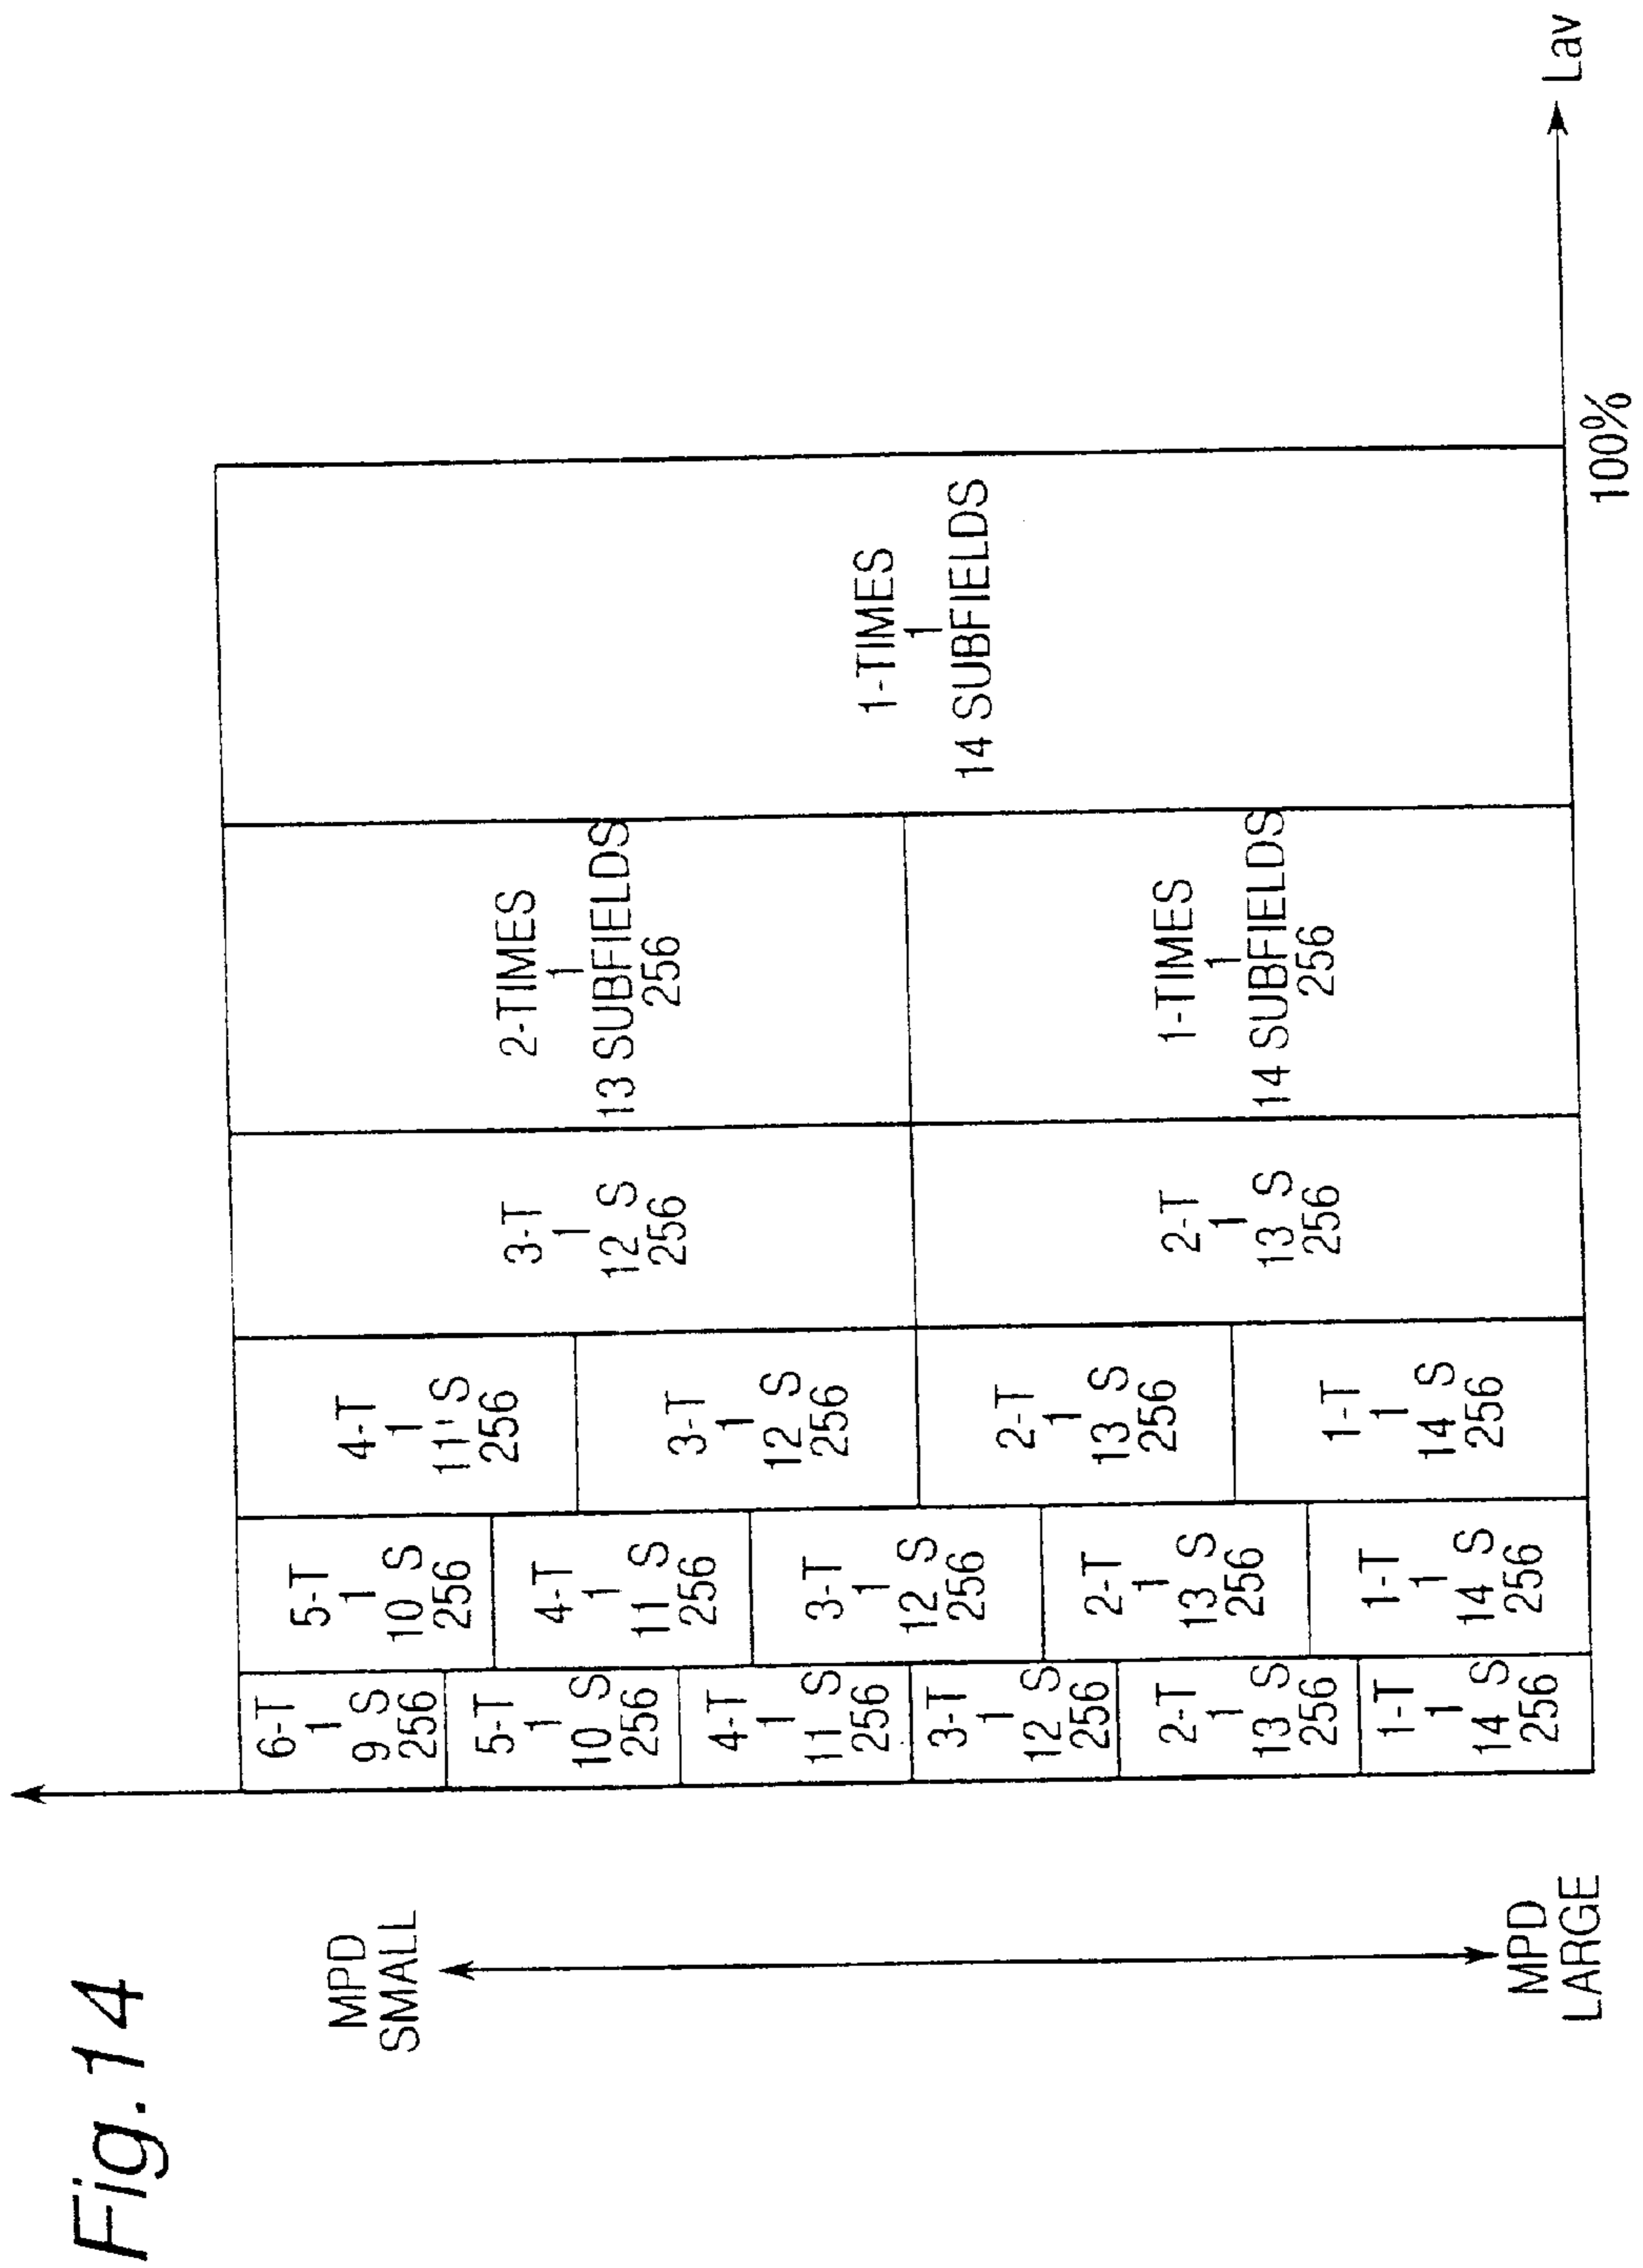 Fig.14
MPD
SMALL
MPD
LARGE
6-T
1
9 S
256
5-T
1
10 S
256
4-T
1
11 S
256
3-T
1
12 S
256
2-T
1
13 S
256
1-T
1
14 S
256
5-T
1
10 S
256
4-T
1
11 S
256
3-T
1
12 S
256
2-T
1
13 S
256
1-T
1
14 S
256
4-T
1
11' S
256
3-T
1
12 S
256
2-T
1
13 S
256
1-T
1
14 S
256
3-T
1
12 S
256
2-T
1
13 S
256
2-TIMES
1
13 SUBFIELDS
256
1-TIMES
1
14 SUBFIELDS
256
1-TIMES
1
14 SUBFIELDS
100%
Lav